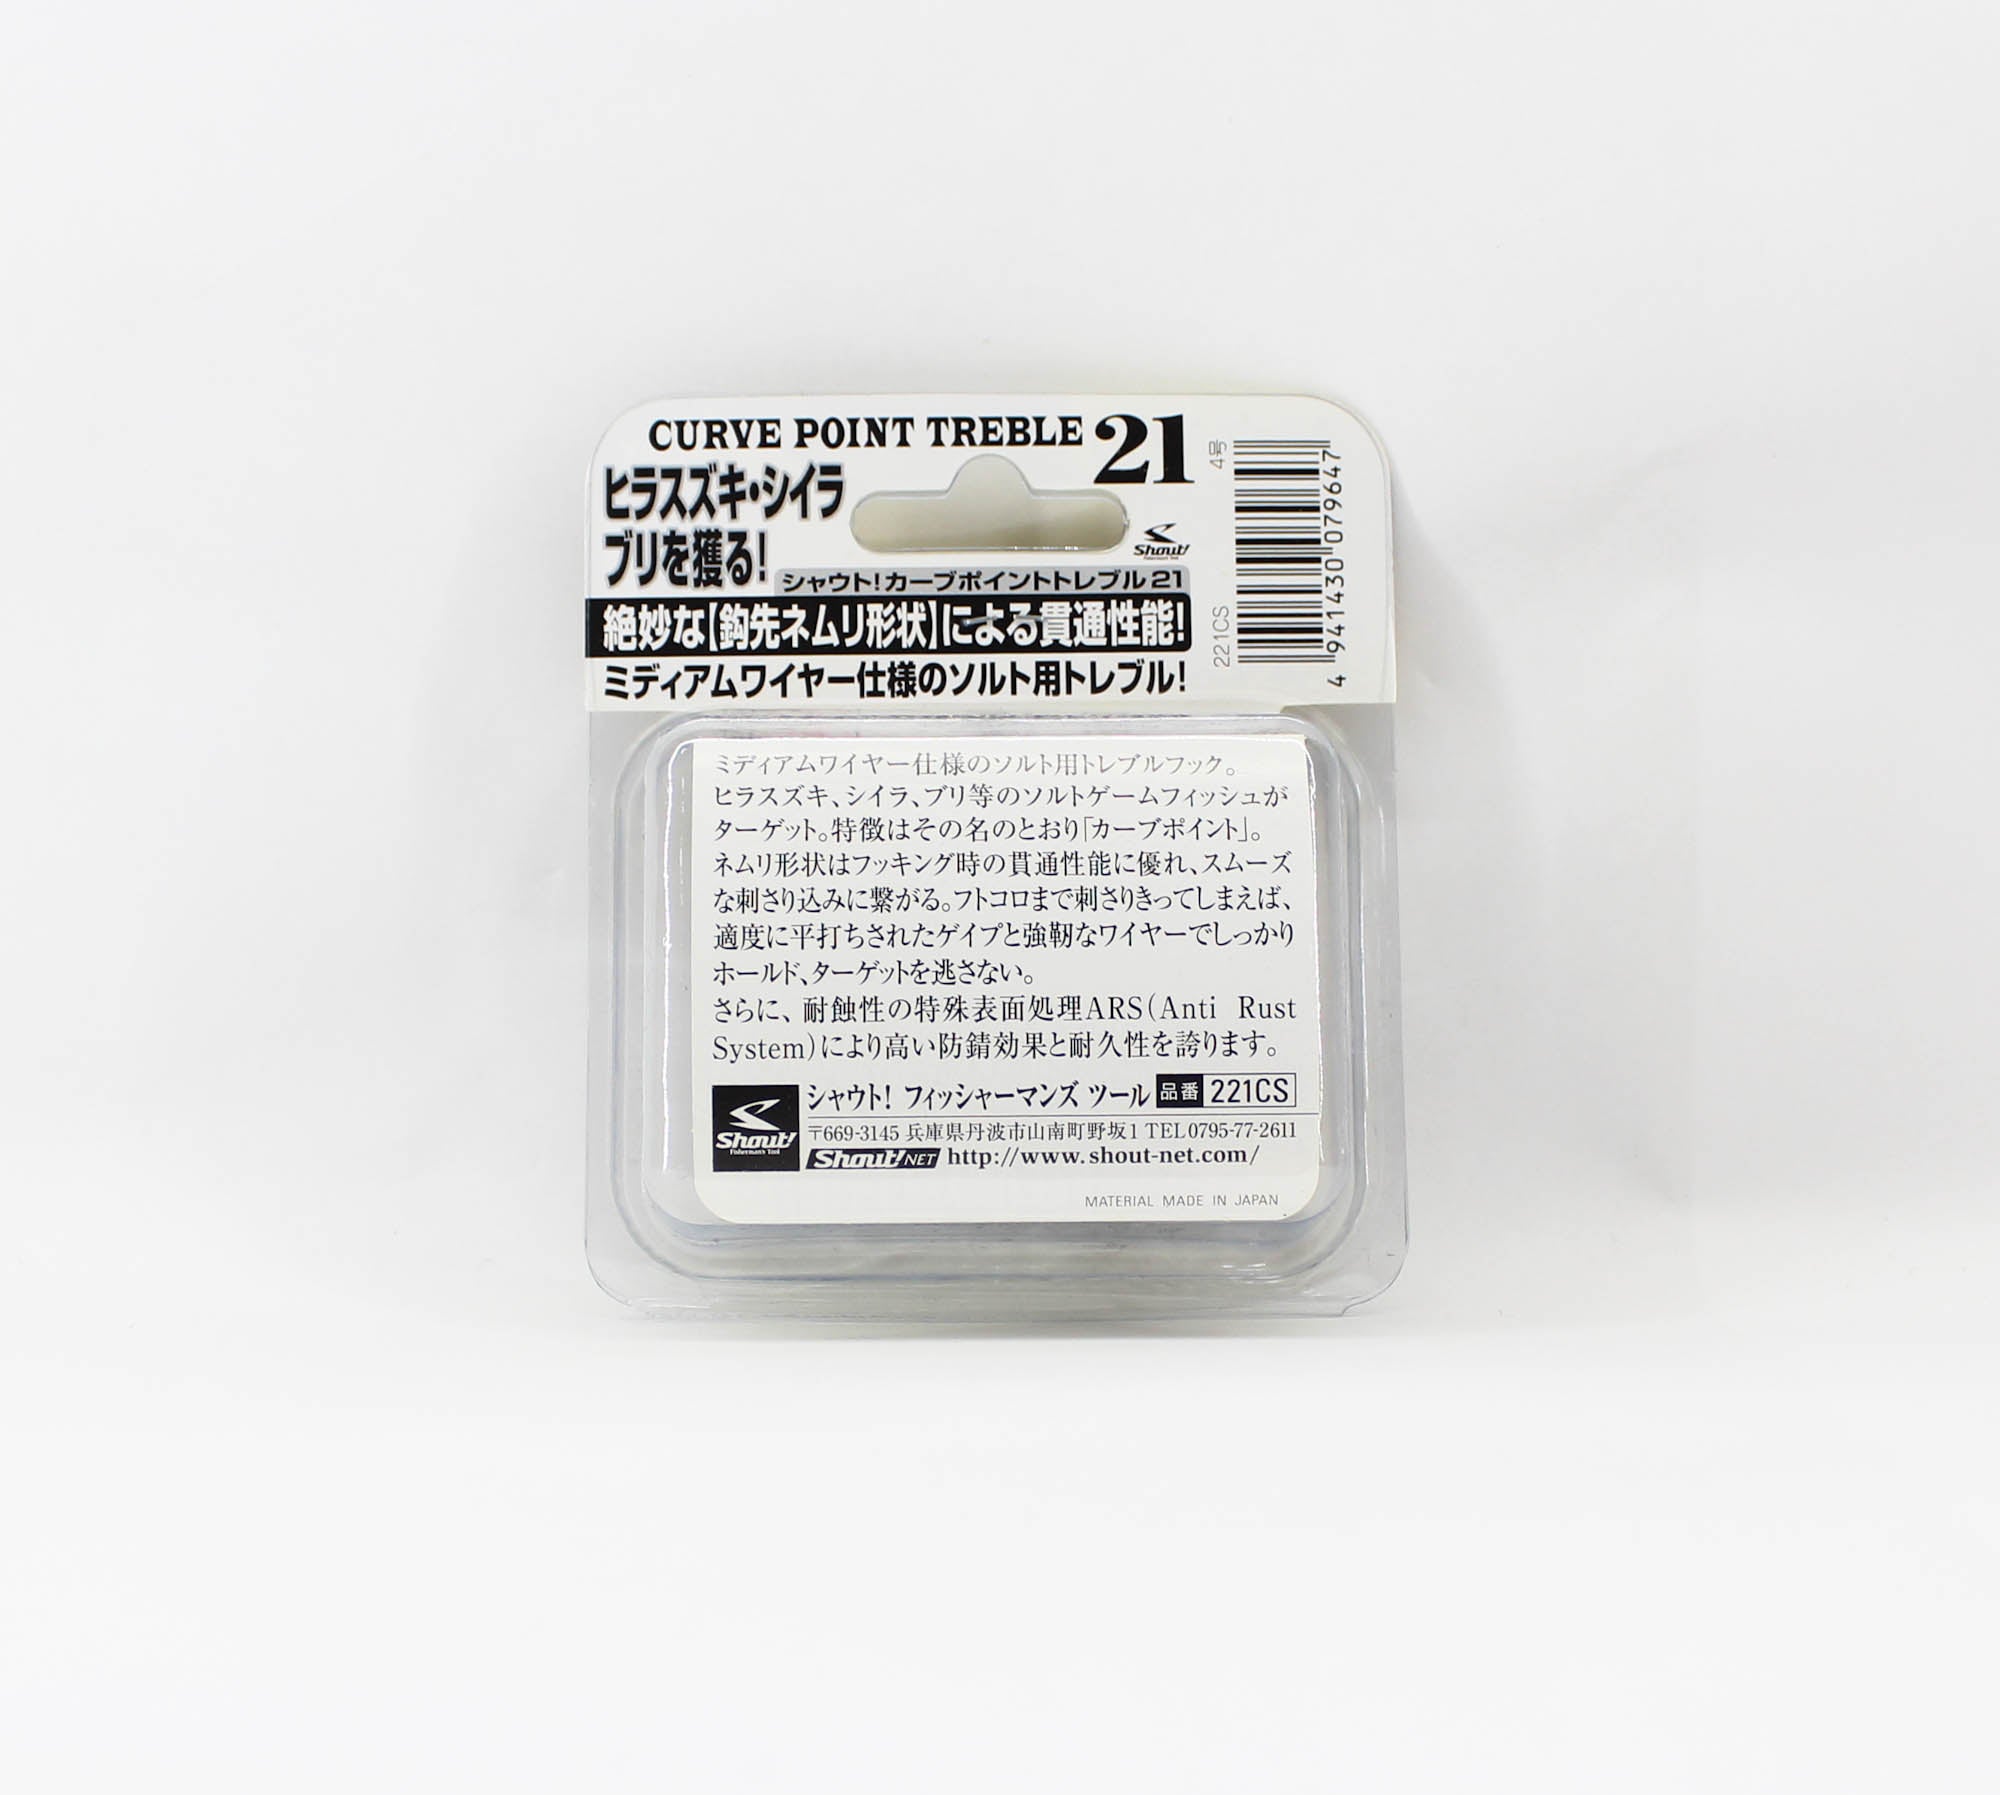 CURVE POINT TREBLE 21
ヒラスズキ・シイラ
ブリを獲る!
Shout!
Fisherman's Tool
シャウト!カーブポイントトレブル21
絶妙な【鈎先ネムリ形状】による貫通性能!
ミディアムワイヤー仕様のソルト用トレブル!
4号
221CS
4 941430 079647
ミディアムワイヤー仕様のソルト用トレブルフック。
ヒラスズキ、シイラ、ブリ等のソルトゲームフィッシュが
ターゲット。特徴はその名のとおり「カーブポイント」。
ネムリ形状はフッキング時の貫通性能に優れ、スムーズ
な刺さり込みに繋がる。フトコロまで刺さりきってしまえば、
適度に平打ちされたゲイプと強靭なワイヤーでしっかり
ホールド、ターゲットを逃さない。
さらに、耐蝕性の特殊表面処理ARS(Anti Rust
System)により高い防錆効果と耐久性を誇ります。
Shout!
Fisherman's Tool
シャウト! フィッシャーマンズ ツール 品番 221CS
〒669-3145 兵庫県丹波市山南町野坂1 TEL0795-77-2611
Shout!NET http://www.shout-net.com/
MATERIAL MADE IN JAPAN